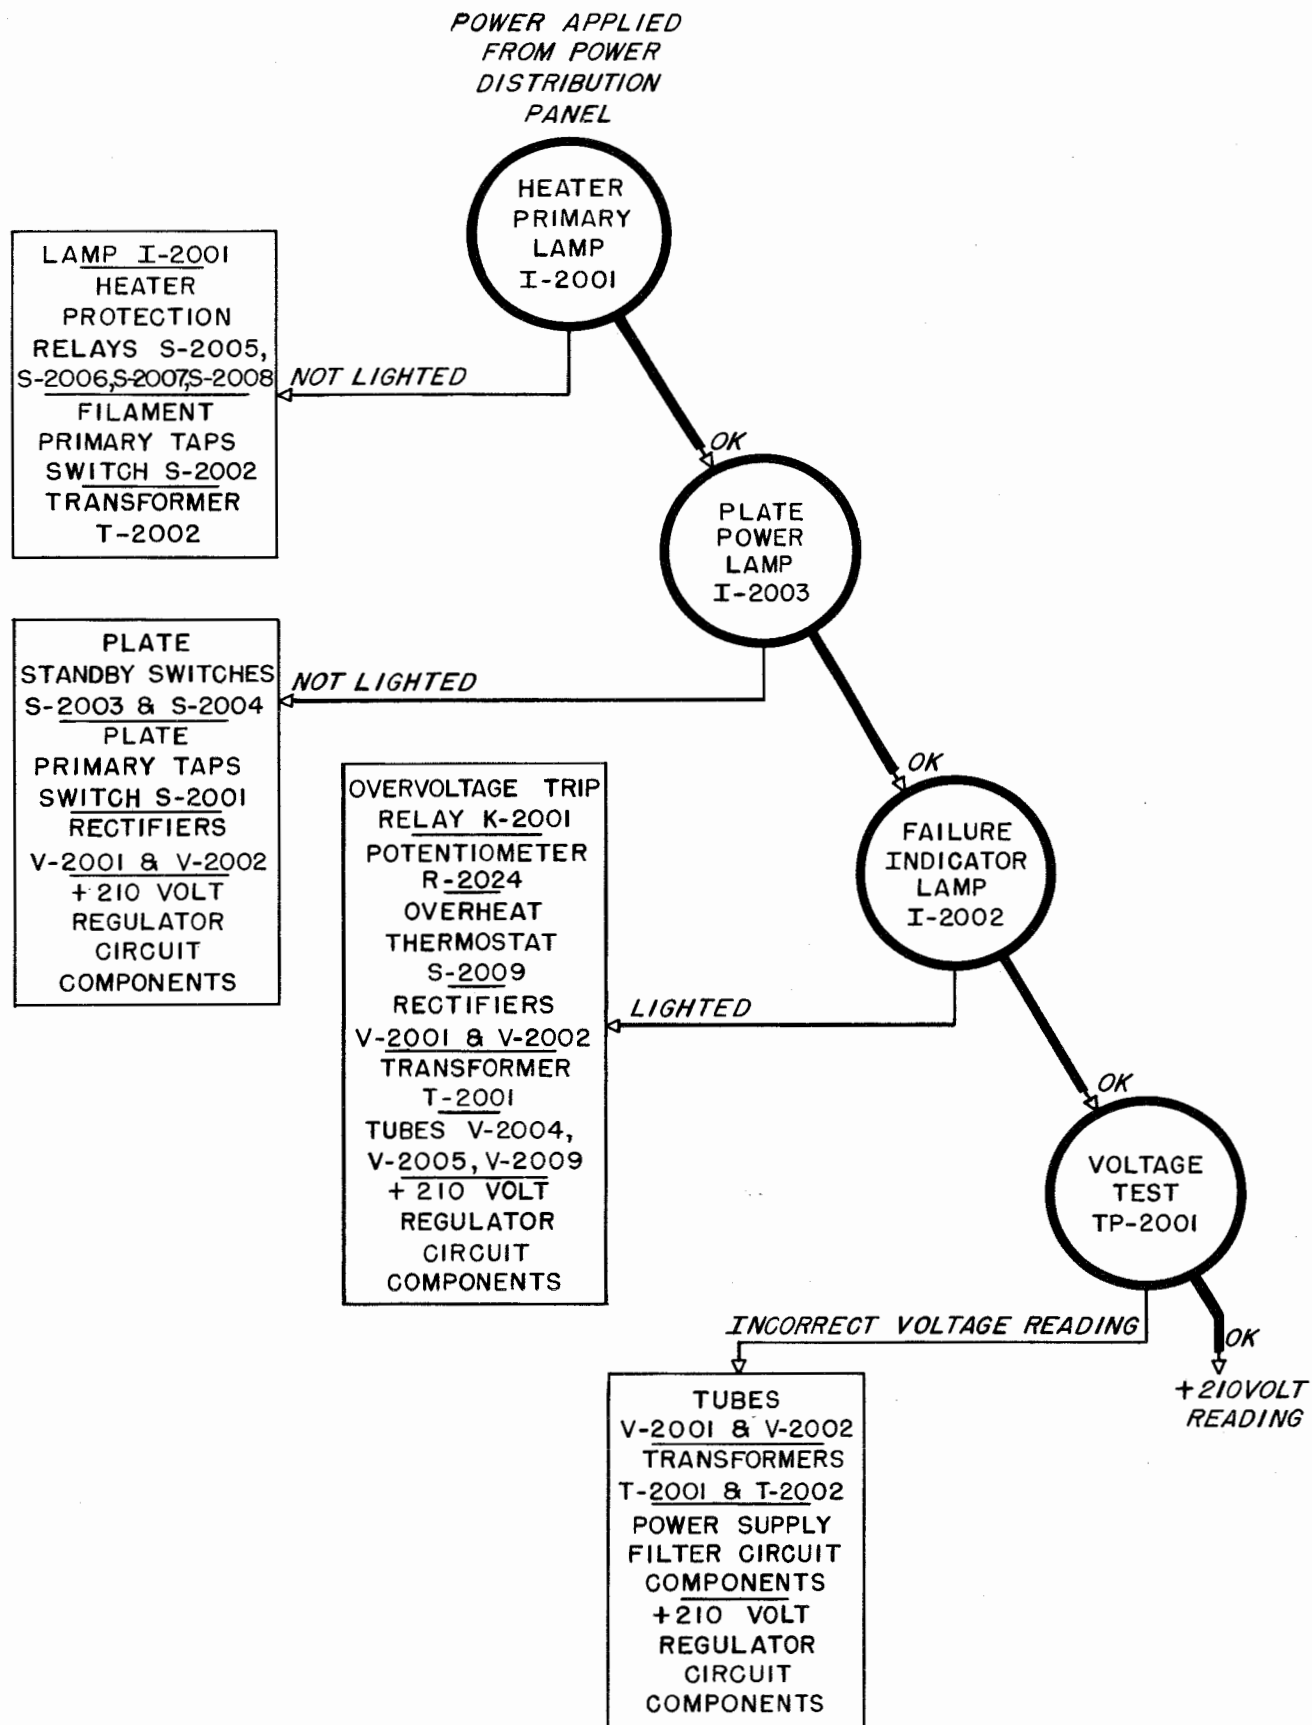 POWER APPLIED
FROM POWER
DISTRIBUTION
PANEL
HEATER
PRIMARY
LAMP
I-2001
LAMP I-2001
HEATER
PROTECTION
RELAYS S-2005,
S-2006,S-2007,S-2008
FILAMENT
PRIMARY TAPS
SWITCH S-2002
TRANSFORMER
T-2002
NOT LIGHTED
OK
PLATE
POWER
LAMP
I-2003
PLATE
STANDBY SWITCHES
S-2003 & S-2004
PLATE
PRIMARY TAPS
SWITCH S-2001
RECTIFIERS
V-2001 & V-2002
+210 VOLT
REGULATOR
CIRCUIT
COMPONENTS
NOT LIGHTED
OK
FAILURE
INDICATOR
LAMP
I-2002
OVERVOLTAGE TRIP
RELAY K-2001
POTENTIOMETER
R-2024
OVERHEAT
THERMOSTAT
S-2009
RECTIFIERS
V-2001 & V-2002
TRANSFORMER
T-2001
TUBES V-2004,
V-2005, V-2009
+210 VOLT
REGULATOR
CIRCUIT
COMPONENTS
LIGHTED
OK
VOLTAGE
TEST
TP-2001
INCORRECT VOLTAGE READING
OK
+210VOLT
READING
TUBES
V-2001 & V-2002
TRANSFORMERS
T-2001 & T-2002
POWER SUPPLY
FILTER CIRCUIT
COMPONENTS
+210 VOLT
REGULATOR
CIRCUIT
COMPONENTS